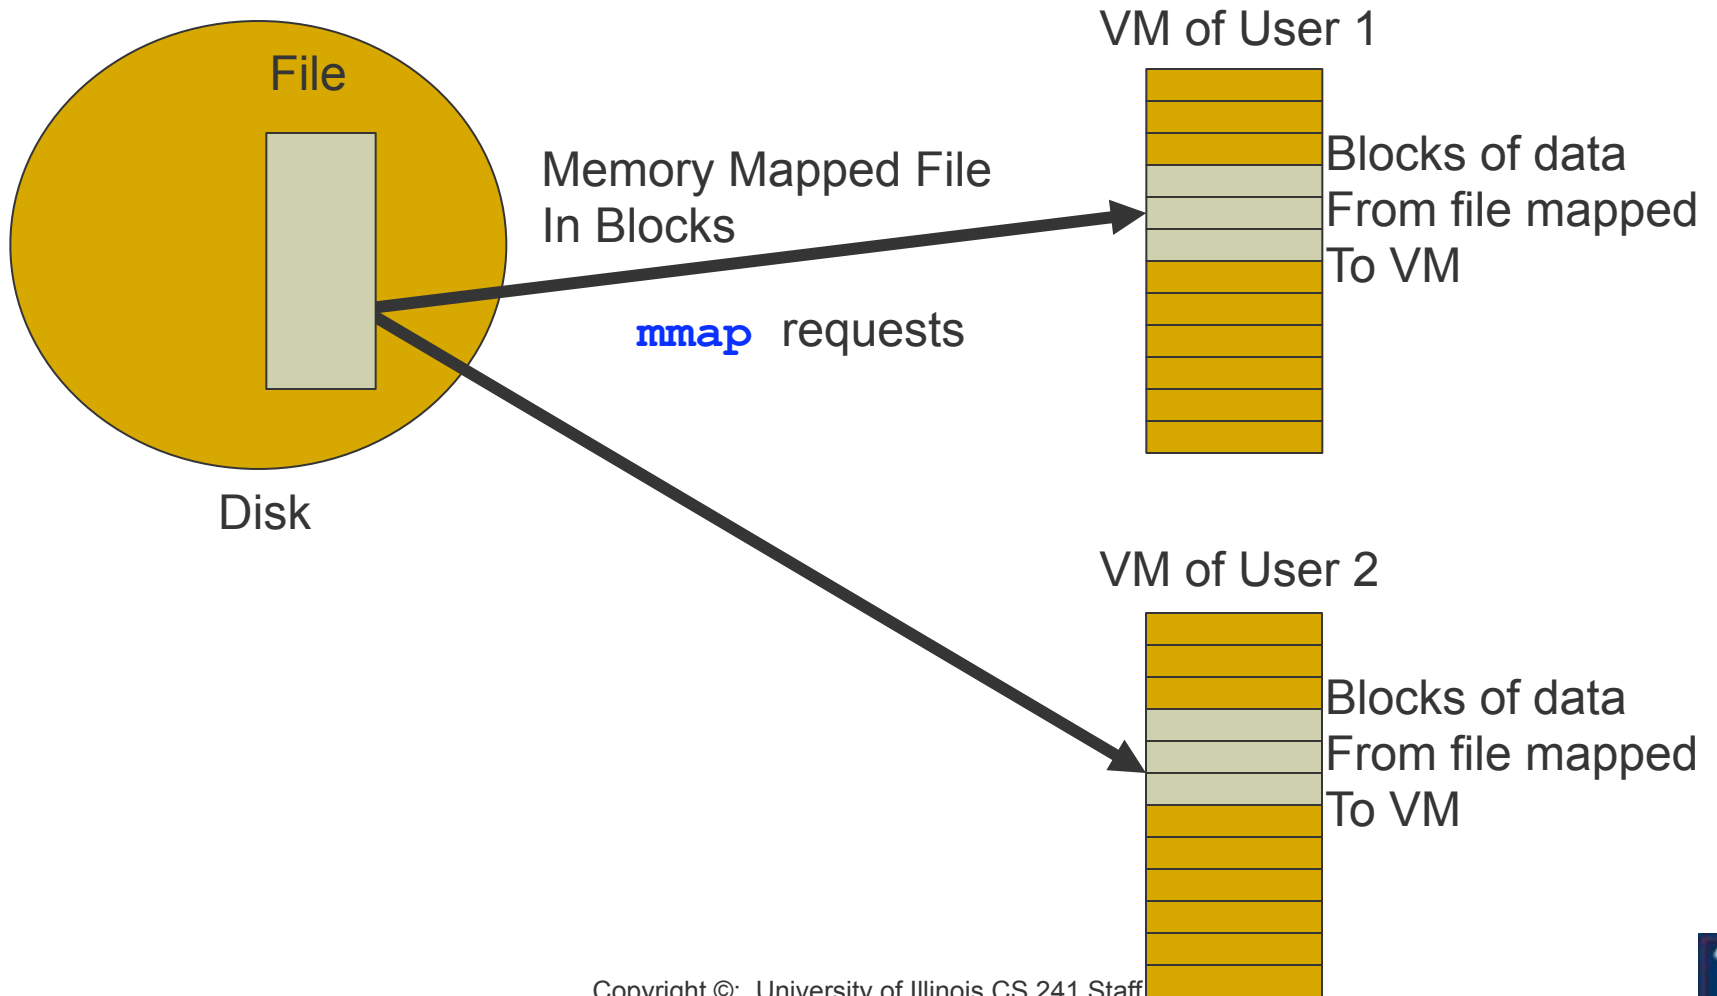 VM of User 1
File
Memory Mapped File
In Blocks
Blocks of data
From file mapped
To VM
mmap requests
Disk
VM of User 2
Blocks of data
From file mapped
To VM
Copyright ©: University of Illinois CS 241 Staff